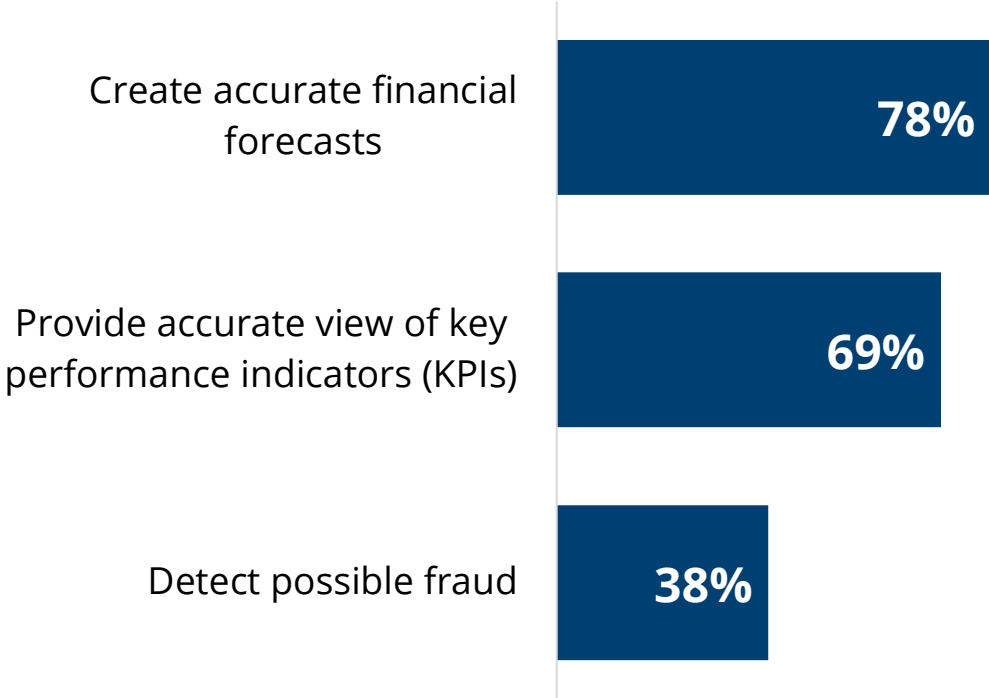 Create accurate financial
forecasts
78%
Provide accurate view of key
performance indicators (KPIs)
69%
Detect possible fraud
38%